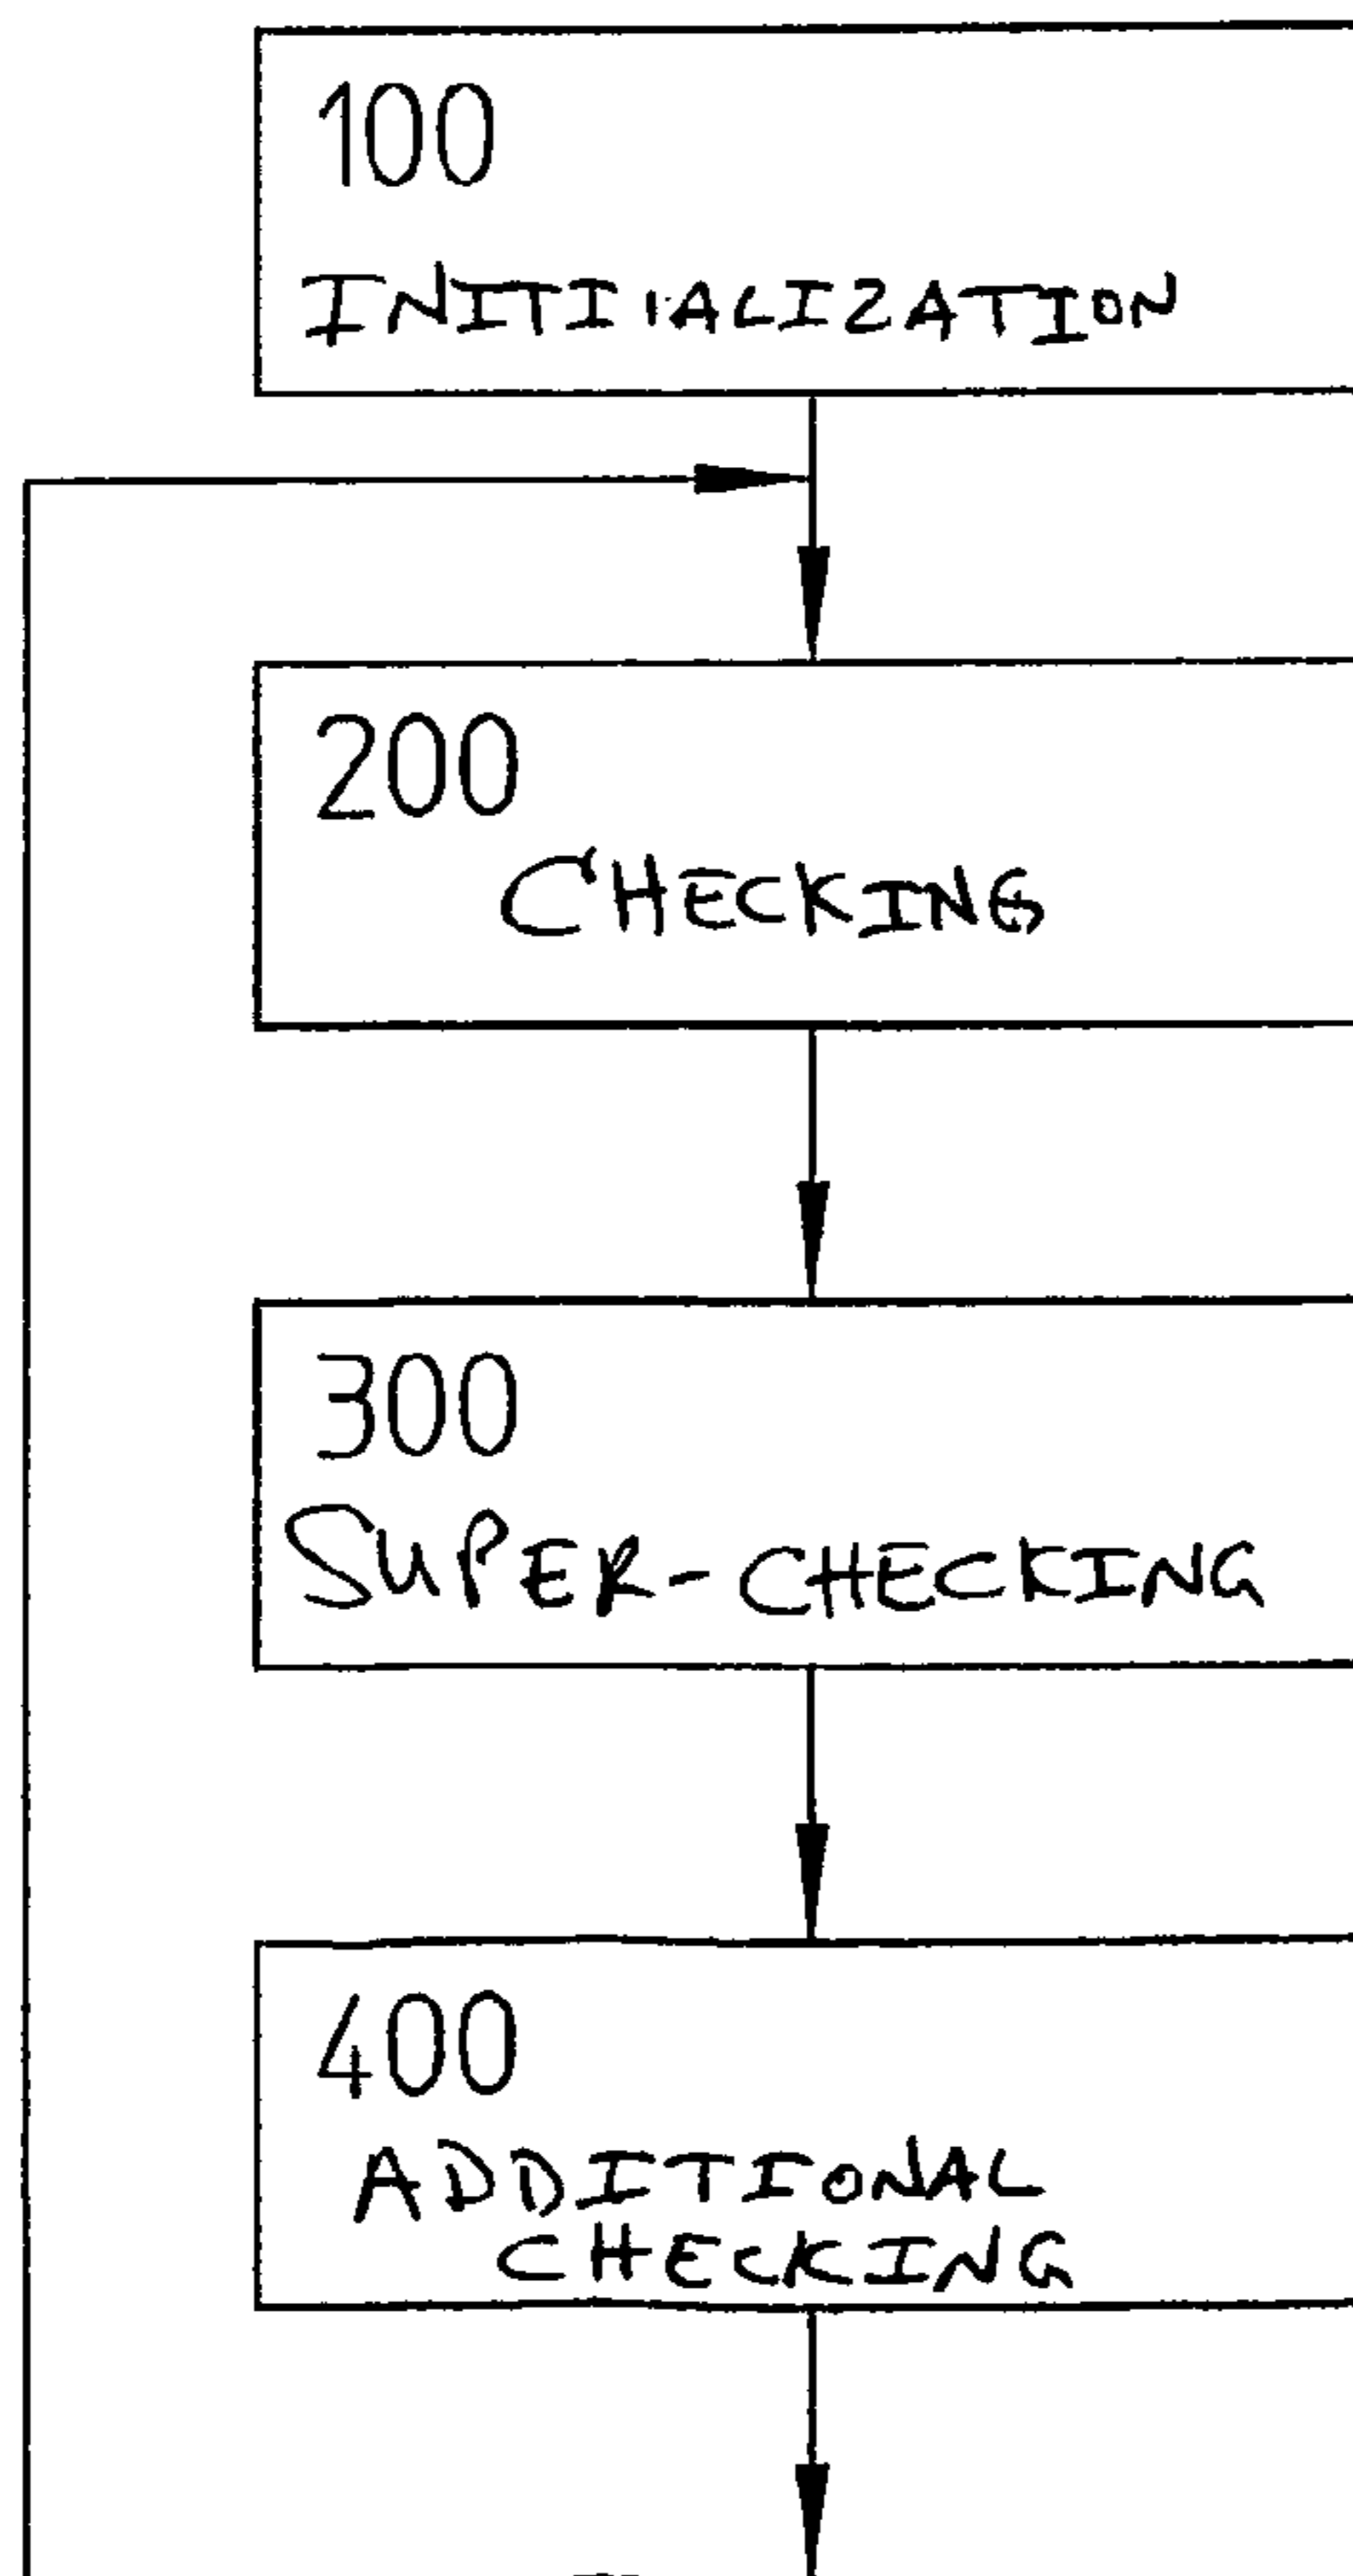 100
INITIALIZATION
200
CHECKING
300
SUPER-CHECKING
400
ADDITIONAL
CHECKING